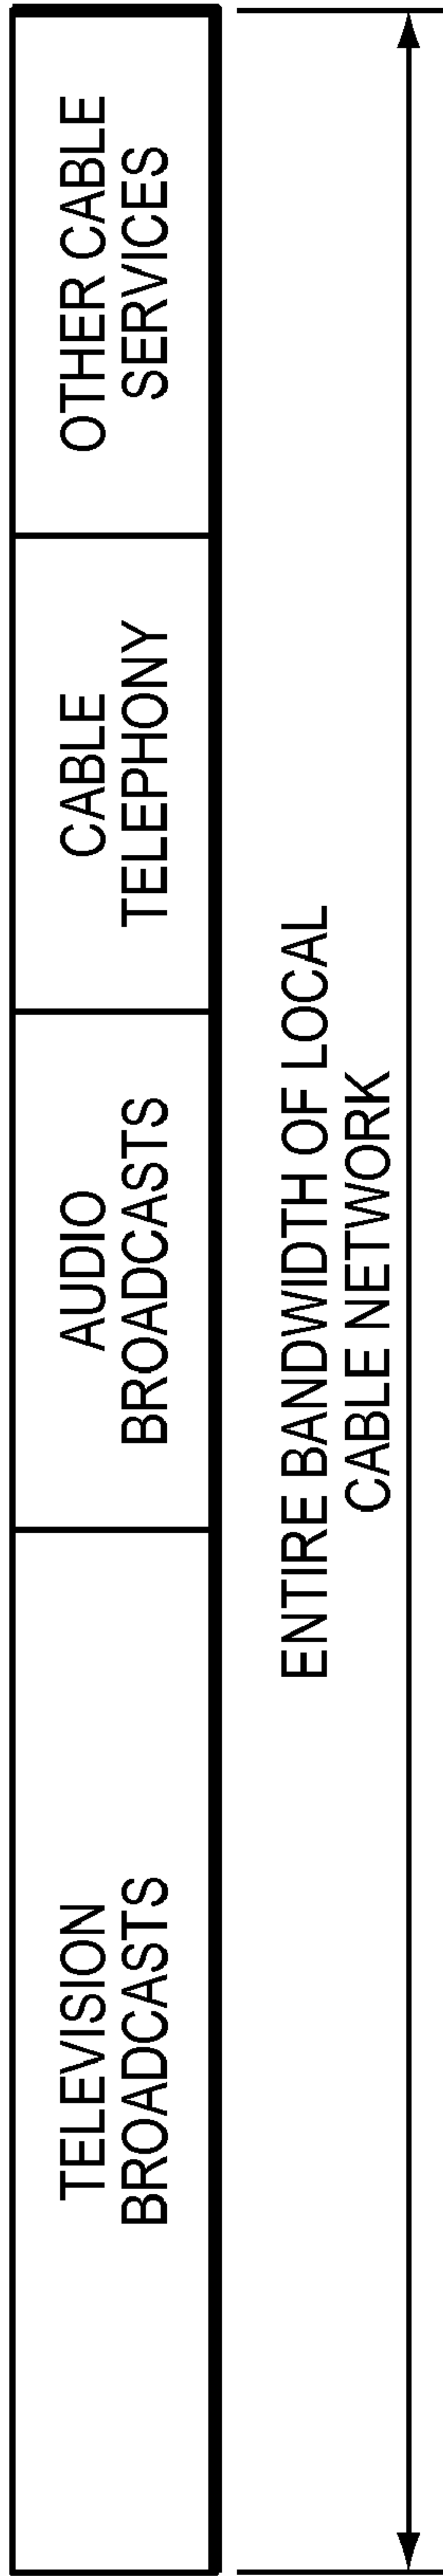 TELEVISION
BROADCASTS
AUDIO
BROADCASTS
CABLE
TELEPHONY
OTHER CABLE
SERVICES
ENTIRE BANDWIDTH OF LOCAL
CABLE NETWORK